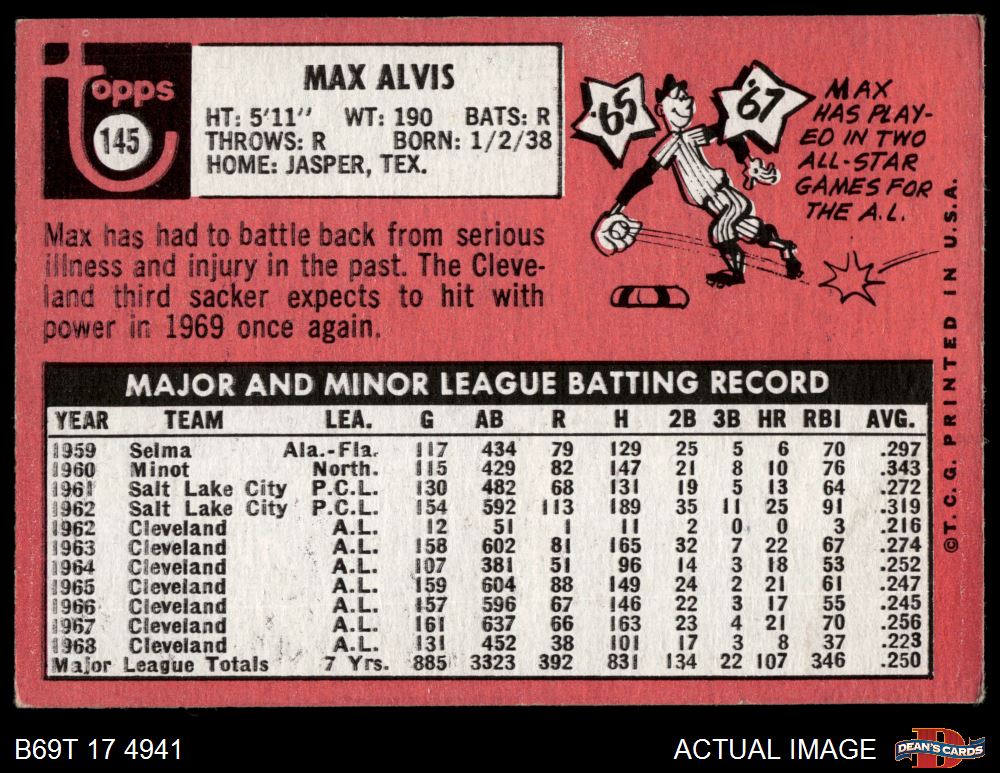 topps
145
MAX ALVIS
HT: 5'11" WT: 190 BATS: R
THROWS: R BORN: 1/2/38
HOME: JASPER, TEX.
'65
'67
MAX
HAS PLAY-
ED IN TWO
ALL-STAR
GAMES FOR
THE A.L.
Max has had to battle back from serious
illness and injury in the past. The Cleve-
land third sacker expects to hit with
power in 1969 once again.
MAJOR AND MINOR LEAGUE BATTING RECORD
YEAR TEAM LEA. G AB R H 2B 3B HR RBI AVG.
1959 Selma Ala.-Fla. 117 434 79 129 25 5 6 70 .297
1960 Minot North. 115 429 82 147 21 8 10 76 .343
1961 Salt Lake City P.C.L. 130 482 68 131 19 5 13 64 .272
1962 Salt Lake City P.C.L. 154 592 113 189 35 11 25 91 .319
1962 Cleveland A.L. 12 51 1 11 2 0 0 3 .216
1963 Cleveland A.L. 158 602 81 165 32 7 22 67 .274
1964 Cleveland A.L. 107 381 51 96 14 3 18 53 .252
1965 Cleveland A.L. 159 604 88 149 24 2 21 61 .247
1966 Cleveland A.L. 157 596 67 146 22 3 17 55 .245
1967 Cleveland A.L. 161 637 66 163 23 4 21 70 .256
1968 Cleveland A.L. 131 452 38 101 17 3 8 37 .223
Major League Totals 7 Yrs. 885 3323 392 831 134 22 107 346 .250
© T. C. G. PRINTED IN U.S.A.
B69T 17 4941
ACTUAL IMAGE
D
DEAN'S CARDS